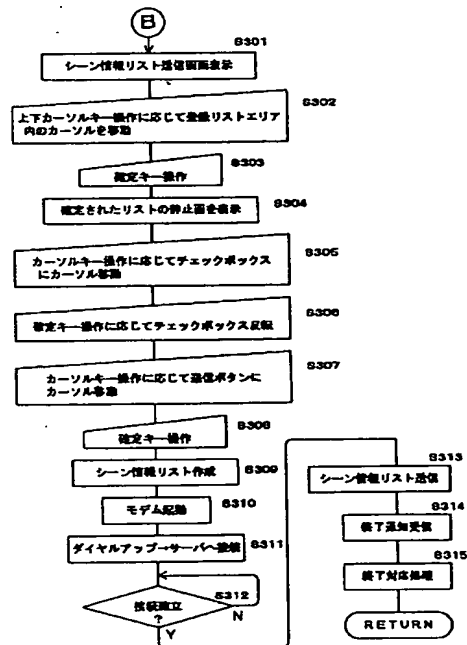 B
S301
シーン情報リスト送信画面表示
S302
上下カーソルキー操作に応じて登録リストエリア
内のカーソルを移動
S303
確定キー操作
S304
確定されたリストの静止画を表示
S305
カーソルキー操作に応じてチェックボックス
にカーソル移動
S306
確定キー操作に応じてチェックボックス反転
S307
カーソルキー操作に応じて送信ボタンに
カーソル移動
S308
確定キー操作
S309
シーン情報リスト作成
S310
モデム起動
S311
ダイヤルアップ→サーバへ接続
S312
接続確立
?
N
Y
S313
シーン情報リスト送信
S314
終了通知受信
S315
終了対応処理
RETURN